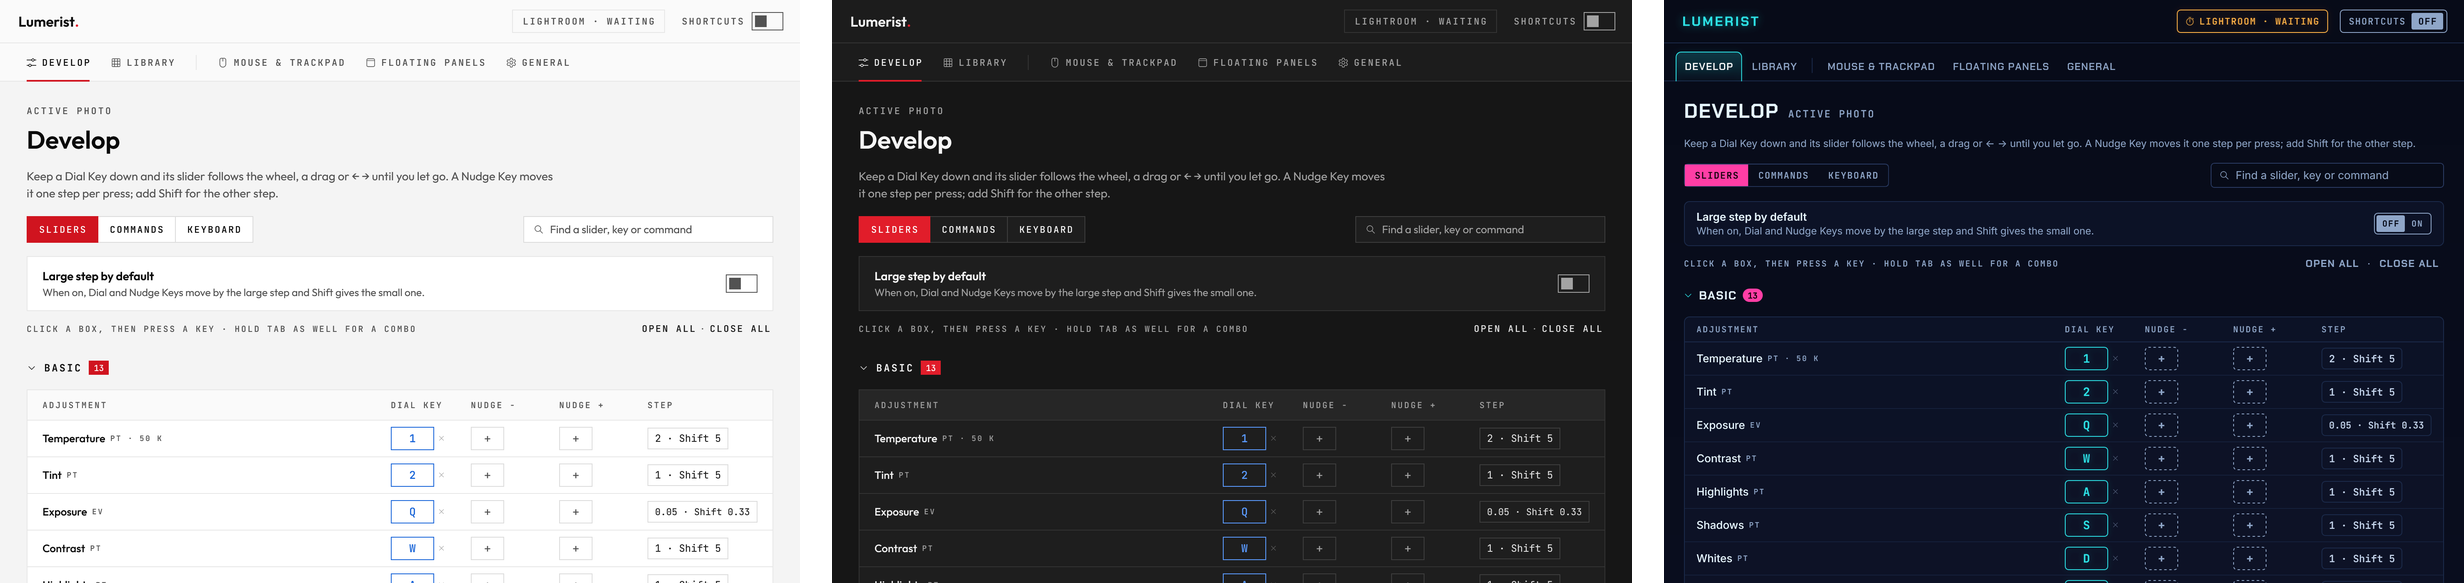 Lumerist.
LIGHTROOM · WAITING
SHORTCUTS
DEVELOP
LIBRARY
MOUSE & TRACKPAD
FLOATING PANELS
GENERAL
ACTIVE PHOTO
Develop
Keep a Dial Key down and its slider follows the wheel, a drag or ← → until you let go. A Nudge Key moves
it one step per press; add Shift for the other step.
SLIDERS
COMMANDS
KEYBOARD
Find a slider, key or command
Large step by default
When on, Dial and Nudge Keys move by the large step and Shift gives the small one.
CLICK A BOX, THEN PRESS A KEY · HOLD TAB AS WELL FOR A COMBO
OPEN ALL · CLOSE ALL
BASIC 13
ADJUSTMENT DIAL KEY NUDGE - NUDGE + STEP
Temperature PT · 50 K 1 × + + 2 · Shift 5
Tint PT 2 × + + 1 · Shift 5
Exposure EV Q × + + 0.05 · Shift 0.33
Contrast PT W × + + 1 · Shift 5
Lumerist.
LIGHTROOM · WAITING
SHORTCUTS
DEVELOP
LIBRARY
MOUSE & TRACKPAD
FLOATING PANELS
GENERAL
ACTIVE PHOTO
Develop
Keep a Dial Key down and its slider follows the wheel, a drag or ← → until you let go. A Nudge Key moves
it one step per press; add Shift for the other step.
SLIDERS
COMMANDS
KEYBOARD
Find a slider, key or command
Large step by default
When on, Dial and Nudge Keys move by the large step and Shift gives the small one.
CLICK A BOX, THEN PRESS A KEY · HOLD TAB AS WELL FOR A COMBO
OPEN ALL · CLOSE ALL
BASIC 13
ADJUSTMENT DIAL KEY NUDGE - NUDGE + STEP
Temperature PT · 50 K 1 × + + 2 · Shift 5
Tint PT 2 × + + 1 · Shift 5
Exposure EV Q × + + 0.05 · Shift 0.33
Contrast PT W × + + 1 · Shift 5
LUMERIST
LIGHTROOM · WAITING
SHORTCUTS OFF
DEVELOP
LIBRARY
MOUSE & TRACKPAD
FLOATING PANELS
GENERAL
DEVELOP ACTIVE PHOTO
Keep a Dial Key down and its slider follows the wheel, a drag or ← → until you let go. A Nudge Key moves it one step per press; add Shift for the other step.
SLIDERS
COMMANDS
KEYBOARD
Find a slider, key or command
Large step by default
When on, Dial and Nudge Keys move by the large step and Shift gives the small one.
OFF ON
CLICK A BOX, THEN PRESS A KEY · HOLD TAB AS WELL FOR A COMBO
OPEN ALL · CLOSE ALL
BASIC 13
ADJUSTMENT DIAL KEY NUDGE - NUDGE + STEP
Temperature PT · 50 K 1 × + + 2 · Shift 5
Tint PT 2 × + + 1 · Shift 5
Exposure EV Q × + + 0.05 · Shift 0.33
Contrast PT W × + + 1 · Shift 5
Highlights PT A × + + 1 · Shift 5
Shadows PT S × + + 1 · Shift 5
Whites PT D × + + 1 · Shift 5